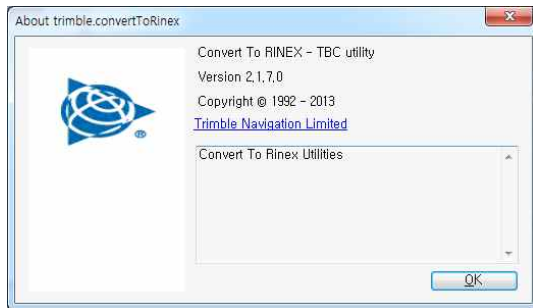 About trimble.convertToRinex
Convert To RINEX - TBC utility
Version 2,1,7,0
Copyright © 1992 - 2013
Trimble Navigation Limited
Convert To Rinex Utilities
OK